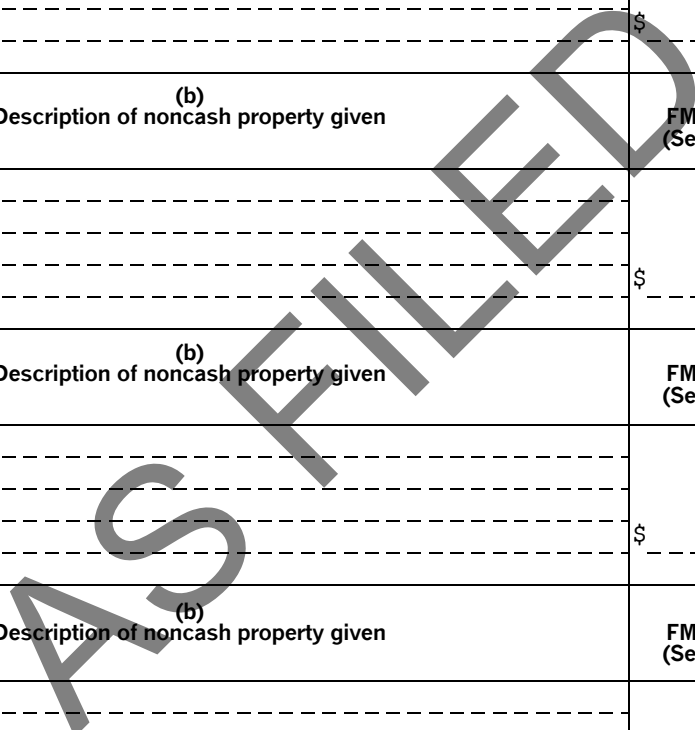 $
(b)
Description of noncash property given
FM
(Se
$
(b)
Description of noncash property given
FM
(Se
$
(b)
Description of noncash property given
FM
(Se
AS FILED